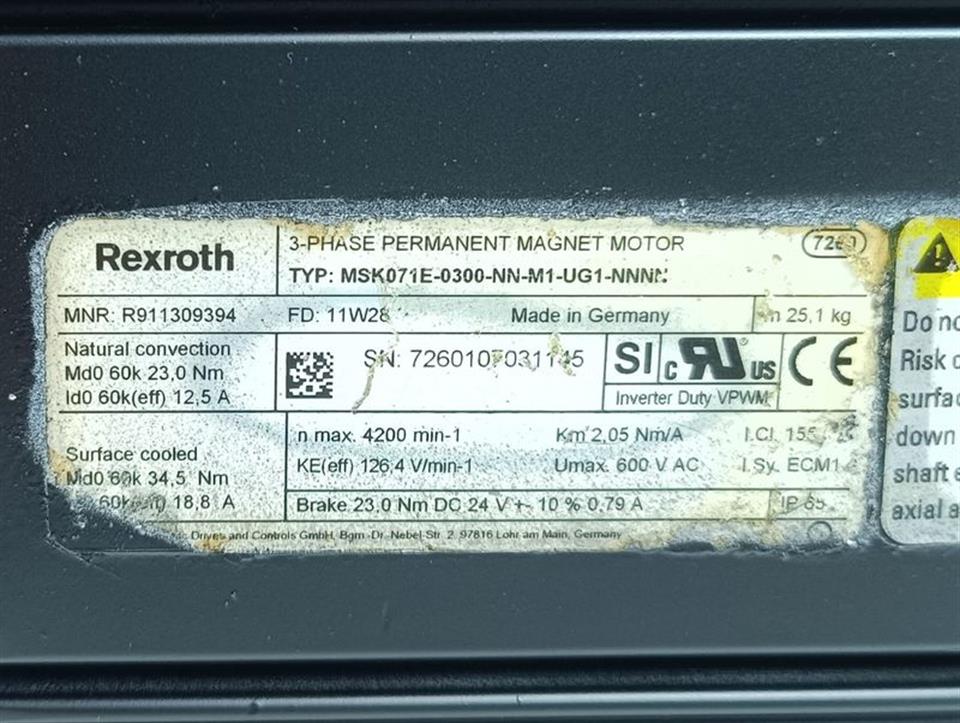 Rexroth
3-PHASE PERMANENT MAGNET MOTOR
TYP: MSK071E-0300-NN-M1-UG1-NNNN
MNR: R911309394 FD: 11W28 Made in Germany m 25,1 kg
Natural convection
Md0 60k 23,0 Nm
Id0 60k(eff) 12,5 A
SN: 7260107031145
SI c RU us CE
Inverter Duty VPWM
Surface cooled
Md0 60k 34,5 Nm
60k(eff) 18,8 A
n max. 4200 min-1 Km 2,05 Nm/A I.Cl. 155
KE(eff) 126,4 V/min-1 Umax. 600 V AC I.Sy. ECM1
Brake 23,0 Nm DC 24 V +- 10 % 0,79 A IP 65
Drives and Controls GmbH, Bgm.-Dr.-Nebel-Str. 2, 97816 Lohr am Main, Germany
Do no
Risk o
surfac
down
shaft e
axial a